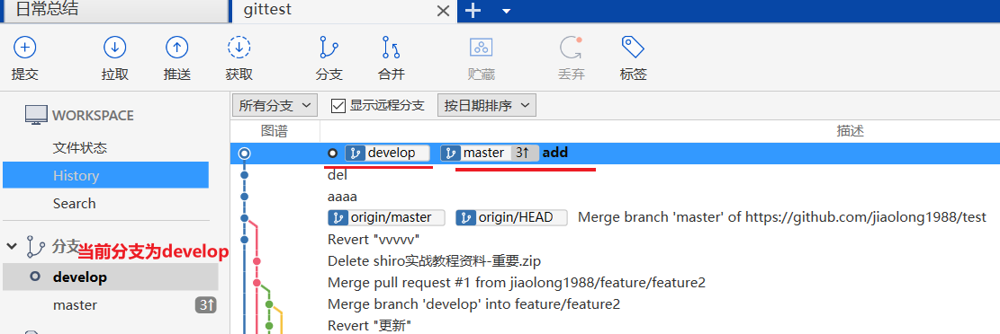 日常总结
gittest
提交 拉取 推送 获取 分支 合并 贮藏 丢弃 标签
WORKSPACE
文件状态
History
Search
分支
当前分支为develop
develop
master 3↑
所有分支 显示远程分支 按日期排序
图谱 描述
develop master 3↑ add
del
aaaa
origin/master origin/HEAD Merge branch 'master' of https://github.com/jiaolong1988/test
Revert "vvvvv"
Delete shiro实战教程资料-重要.zip
Merge pull request #1 from jiaolong1988/feature/feature2
Merge branch 'develop' into feature/feature2
Revert "更新"